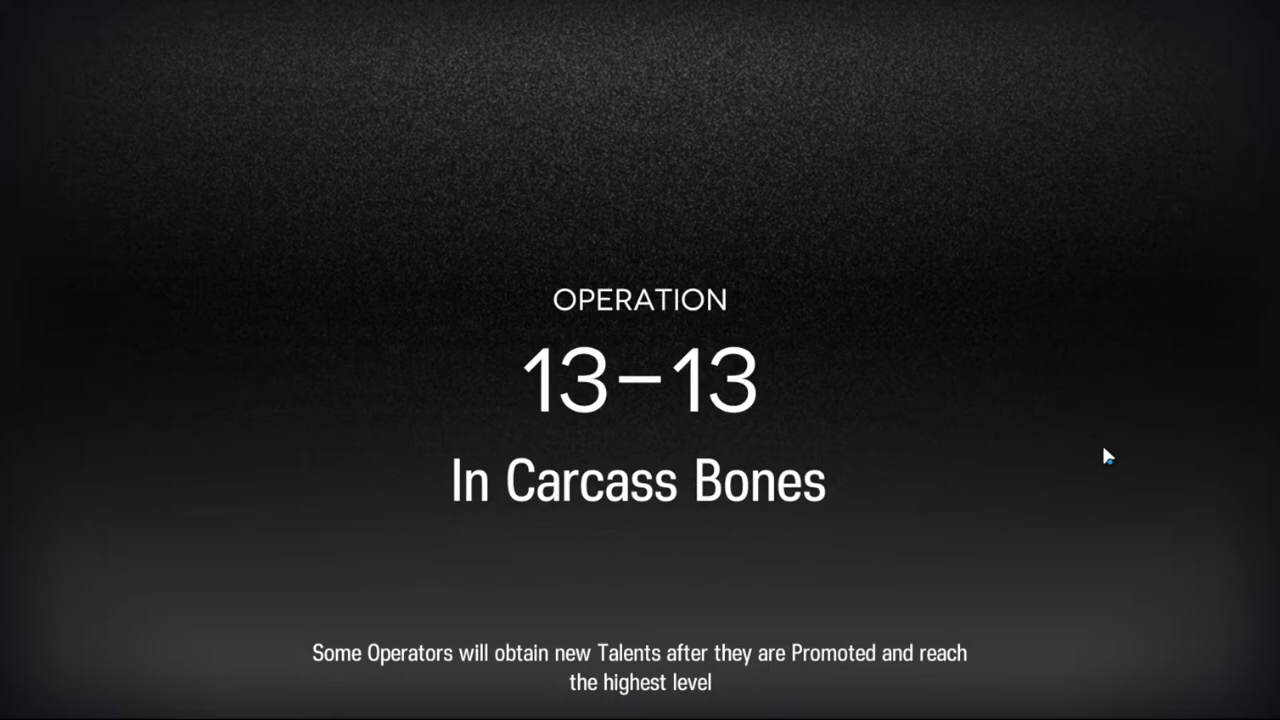 OPERATION
13–13
In Carcass Bones
Some Operators will obtain new Talents after they are Promoted and reach
the highest level